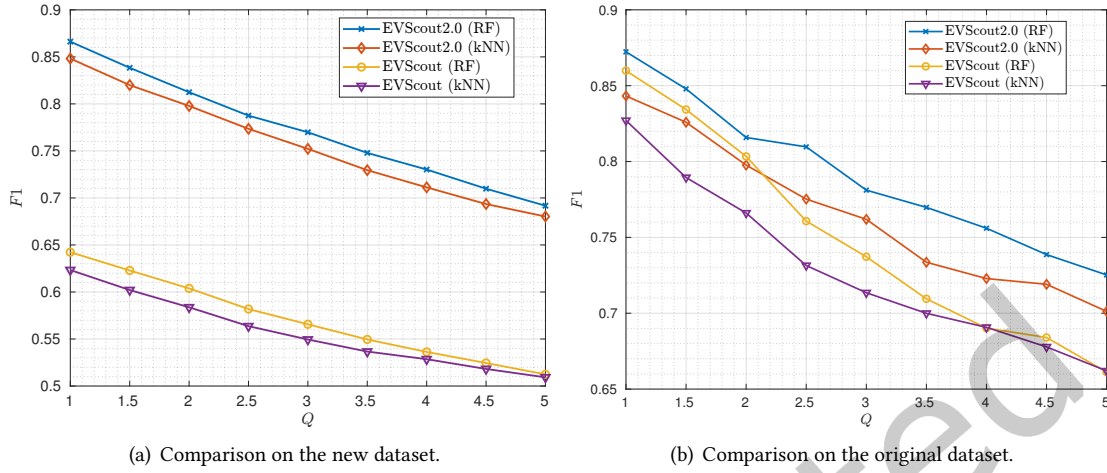 0.9
0.85
0.8
0.75
0.7
0.65
0.6
0.55
0.5
F1
1 1.5 2 2.5 3 3.5 4 4.5 5
Q
EVScout2.0 (RF)
EVScout2.0 (kNN)
EVScout (RF)
EVScout (kNN)
(a) Comparison on the new dataset.
0.9
0.85
0.8
0.75
0.7
0.65
F1
1 1.5 2 2.5 3 3.5 4 4.5 5
Q
EVScout2.0 (RF)
EVScout2.0 (kNN)
EVScout (RF)
EVScout (kNN)
(b) Comparison on the original dataset.
ted